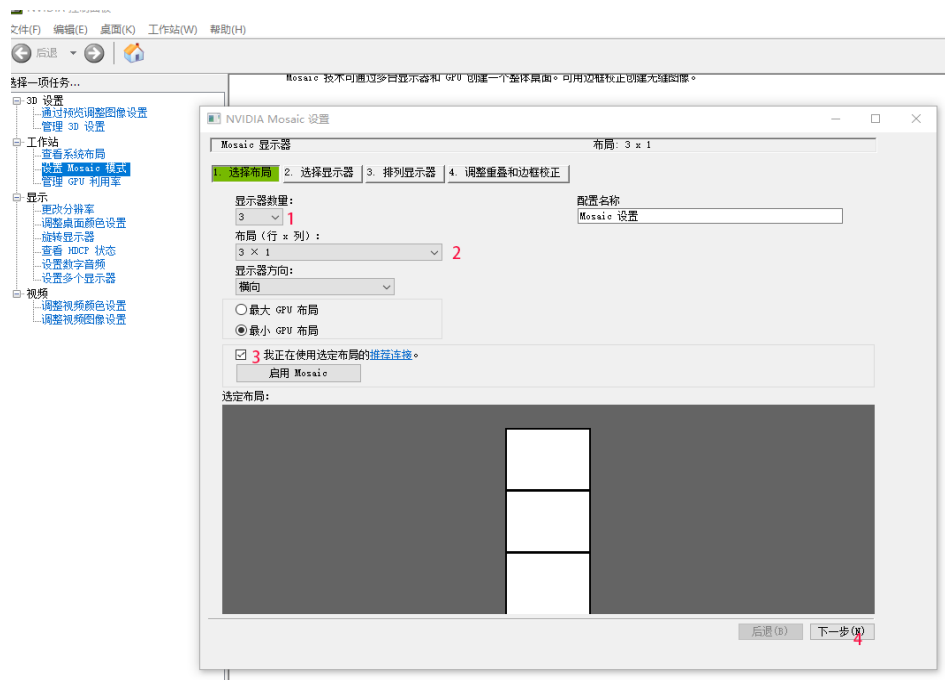 文件(F) 编辑(E) 桌面(K) 工作站(W) 帮助(H)
后退
选择一项任务...
3D 设置
通过预览调整图像设置
管理 3D 设置
工作站
查看系统布局
设置 Mosaic 模式
管理 GPU 利用率
显示
更改分辨率
调整桌面颜色设置
旋转显示器
查看 HDCP 状态
设置数字音频
设置多个显示器
视频
调整视频颜色设置
调整视频图像设置
Mosaic 技术可通过多台显示器和 GPU 创建一个整体桌面。可用边框校正创建无缝图像。
NVIDIA Mosaic 设置
Mosaic 显示器 布局: 3 x 1
1. 选择布局 2. 选择显示器 3. 排列显示器 4. 调整重叠和边框校正
显示器数量: 配置名称
3 1 Mosaic 设置
布局（行 x 列）:
3 × 1 2
显示器方向:
横向
最大 GPU 布局
最小 GPU 布局
3 我正在使用选定布局的推荐连接。
启用 Mosaic
选定布局:
后退(B) 下一步(N)
4